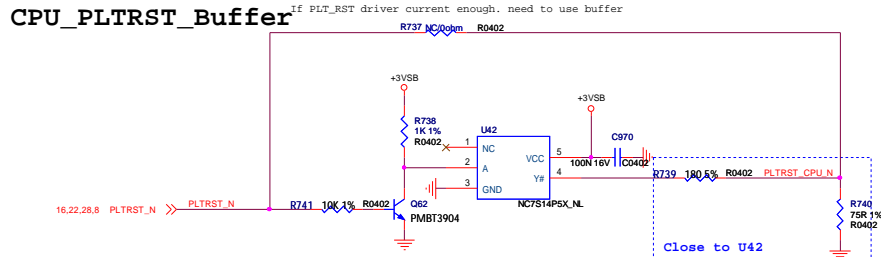 CPU_PLTRST_Buffer
If PLT_RST driver current enough. need to use buffer
R737 NC/0ohm R0402
+3VSB
+3VSB
R738
1K 1%
R0402
U42
C970
1 NC
2 A
3 GND
VCC 5
Y# 4
100N 16V C0402
NC7S14P5X_NL
R739 180 5% R0402 PLTRST_CPU_N
16,22,28,8 PLTRST_N PLTRST_N
R741 10K 1% R0402
Q62
PMBT3904
R740
75R 1%
R0402
Close to U42